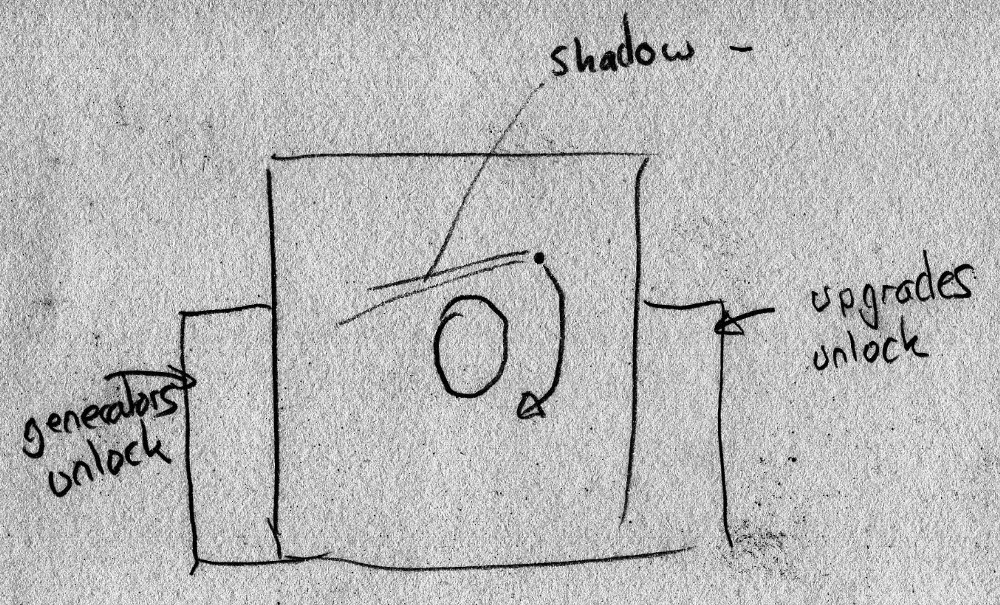 shadow -
upgrades
unlock
generators
unlock